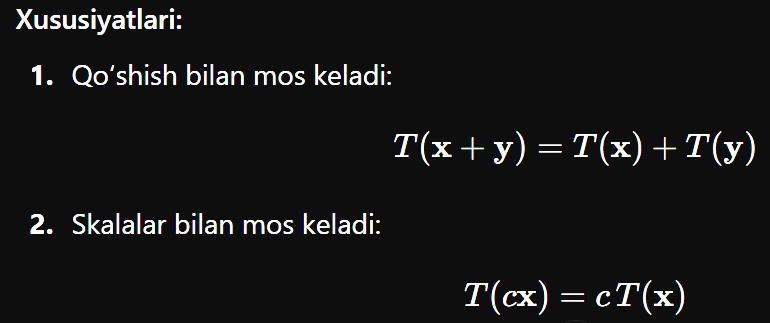 Xususiyatlari:
1. Qo‘shish bilan mos keladi:
T(x + y) = T(x) + T(y)
2. Skalalar bilan mos keladi:
T(cx) = cT(x)